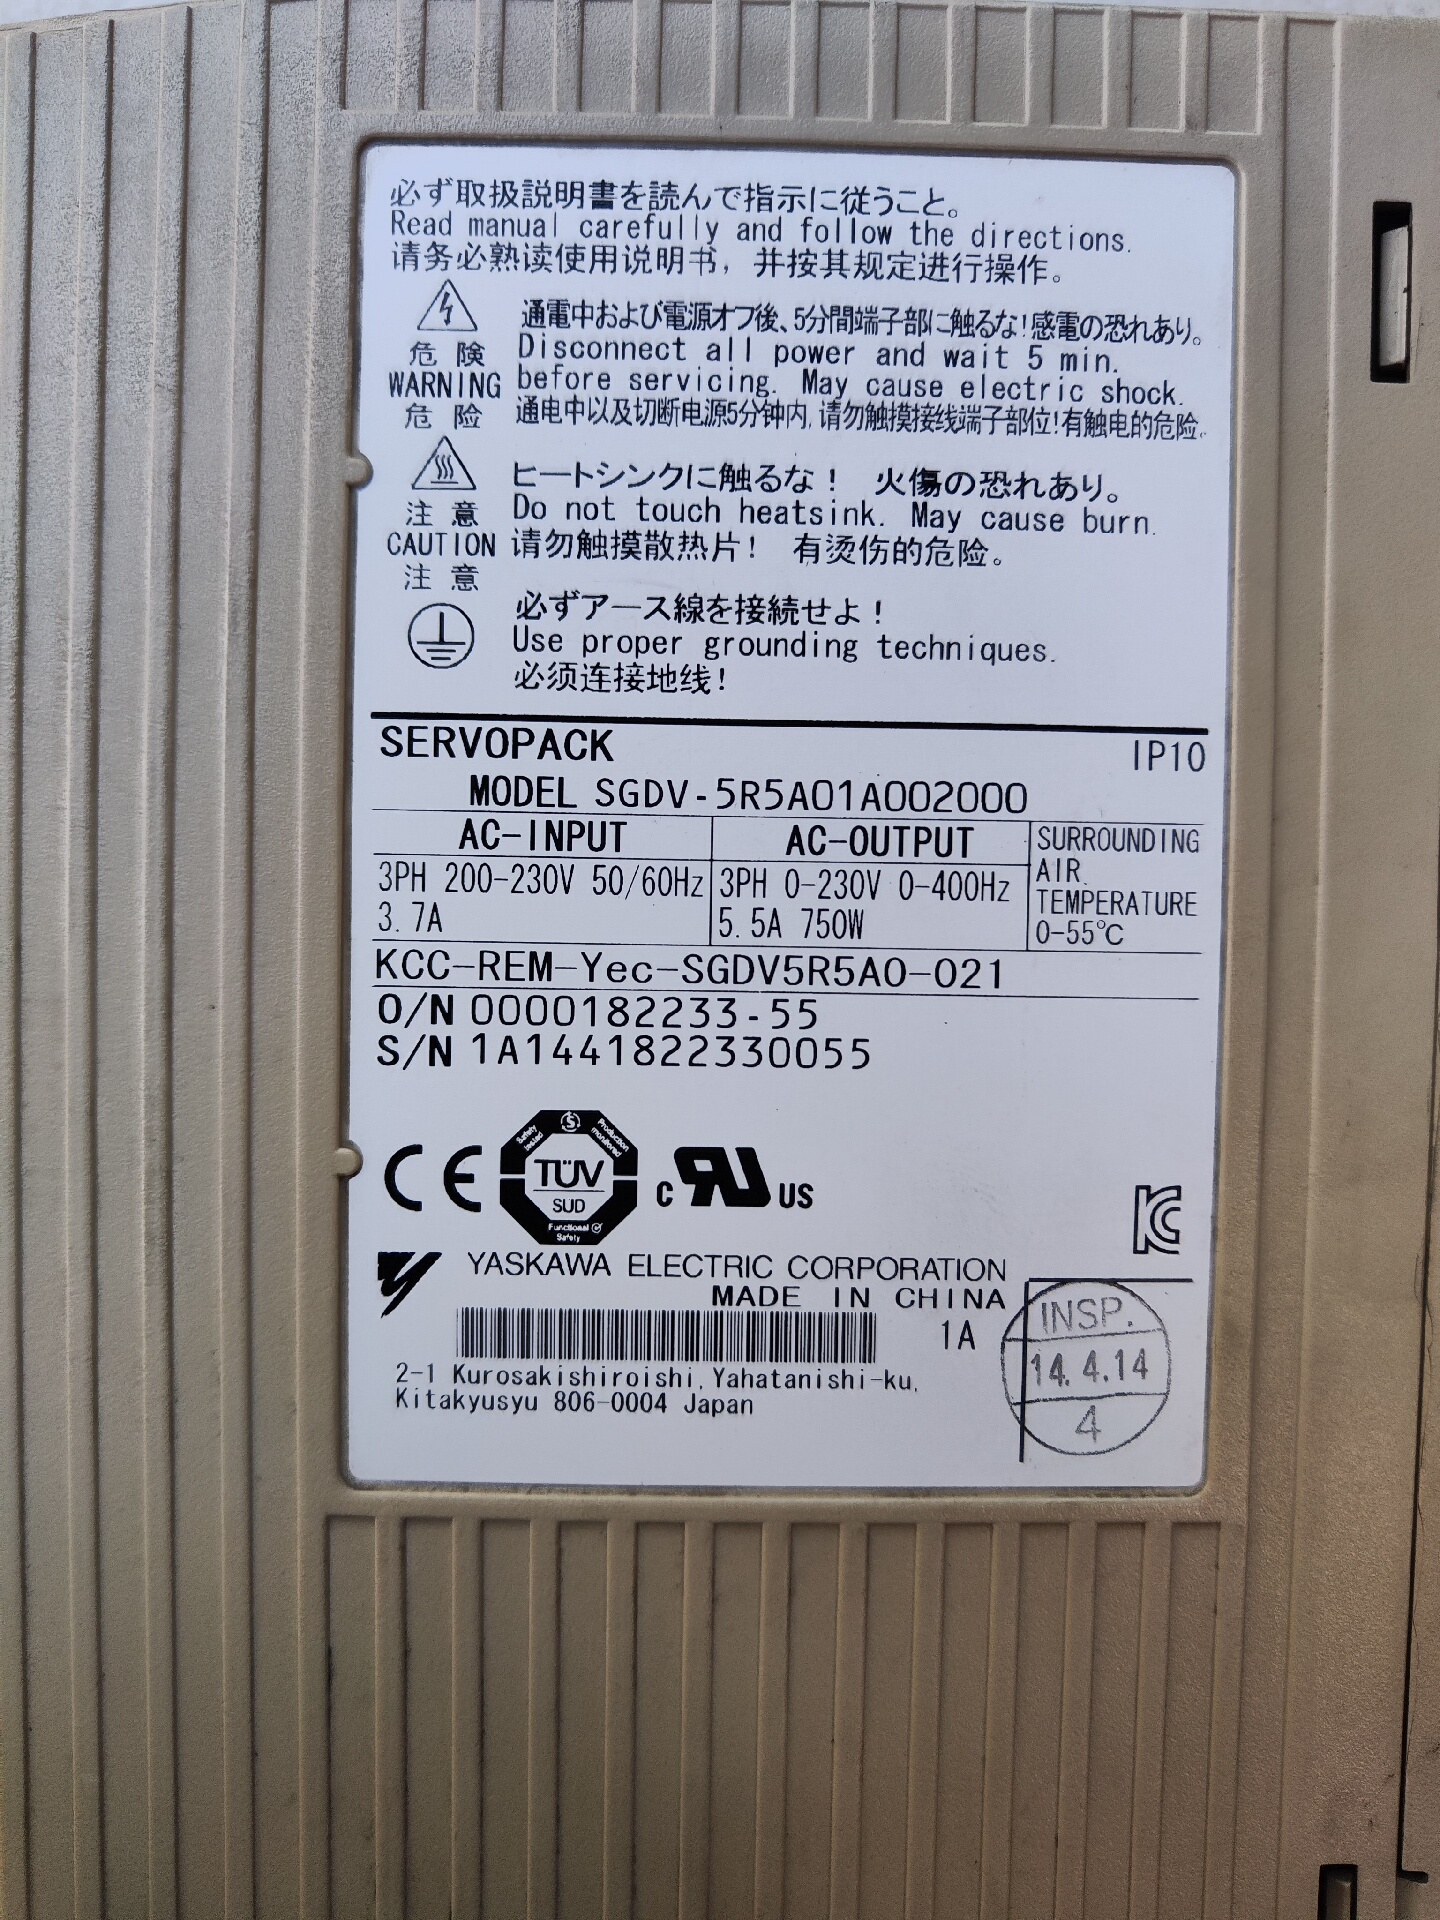 必ず取扱説明書を読んで指示に従うこと。
Read manual carefully and follow the directions.
请务必熟读使用说明书，并按其规定进行操作。
危険
WARNING
危险
通電中および電源オフ後、5分間端子部に触るな!感電の恐れあり。
Disconnect all power and wait 5 min.
before servicing. May cause electric shock.
通电中以及切断电源5分钟内,请勿触摸接线端子部位!有触电的危险。
注意
CAUTION
注意
ヒートシンクに触るな! 火傷の恐れあり。
Do not touch heatsink. May cause burn.
请勿触摸散热片! 有烫伤的危险。
必ずアース線を接続せよ!
Use proper grounding techniques.
必须连接地线!
SERVOPACK IP10
MODEL SGDV-5R5A01A002000
AC-INPUT
3PH 200-230V 50/60Hz
3.7A
AC-OUTPUT
3PH 0-230V 0-400Hz
5.5A 750W
SURROUNDING
AIR
TEMPERATURE
0-55℃
KCC-REM-Yec-SGDV5R5A0-021
O/N 0000182233-55
S/N 1A1441822330055
CE
Safety tested
Production monitored
TÜV
SUD
Functional
Safety
c RU US
KC
YASKAWA ELECTRIC CORPORATION
MADE IN CHINA
1A
2-1 Kurosakishiroishi, Yahatanishi-ku,
Kitakyusyu 806-0004 Japan
INSP.
14.4.14
4